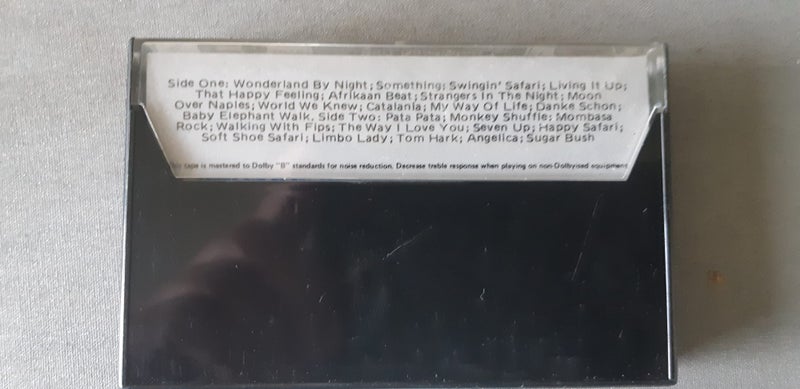 Side One: Wonderland By Night; Something; Swingin' Safari; Living It Up;
That Happy Feeling; Afrikaan Beat; Strangers In The Night; Moon
Over Naples; World We Knew; Catalania; My Way Of Life; Danke Schon;
Baby Elephant Walk. Side Two: Pata Pata; Monkey Shuffle; Mombasa
Rock; Walking With Fips; The Way I Love You; Seven Up; Happy Safari;
Soft Shoe Safari; Limbo Lady; Tom Hark; Angelica; Sugar Bush
This tape is mastered to Dolby "B" standards for noise reduction. Decrease treble response when playing on non-Dolbyised equipment